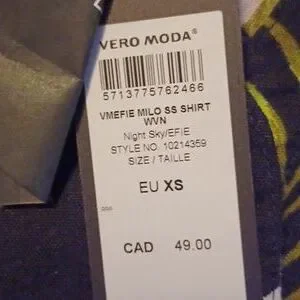 VERO MODA
5713775762466
VMEFIE MILO SS SHIRT
WVN
Night Sky/EFIE
STYLE NO. 10214359
SIZE / TAILLE
EU XS
CAD 49.00